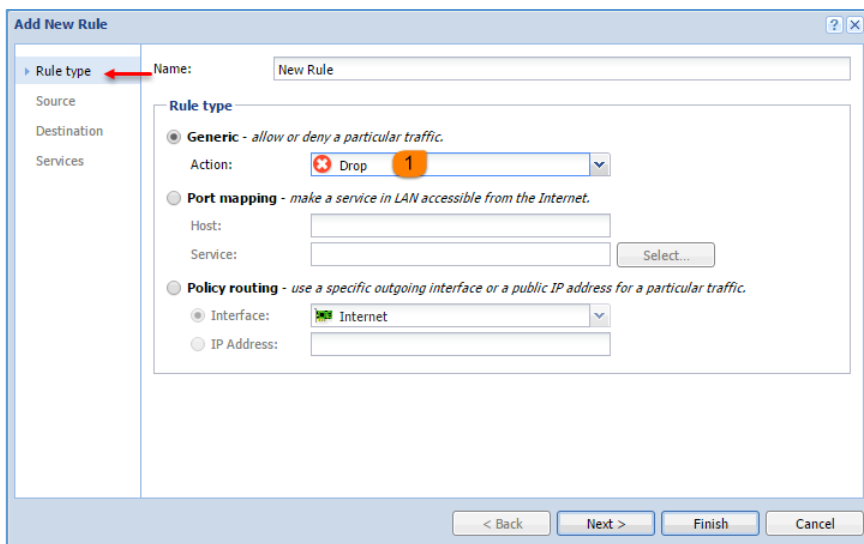 Add New Rule
Rule type
Source
Destination
Services
Name: New Rule
Rule type
Generic - allow or deny a particular traffic.
Action: Drop 1
Port mapping - make a service in LAN accessible from the Internet.
Host:
Service: Select...
Policy routing - use a specific outgoing interface or a public IP address for a particular traffic.
Interface: Internet
IP Address:
< Back Next > Finish Cancel